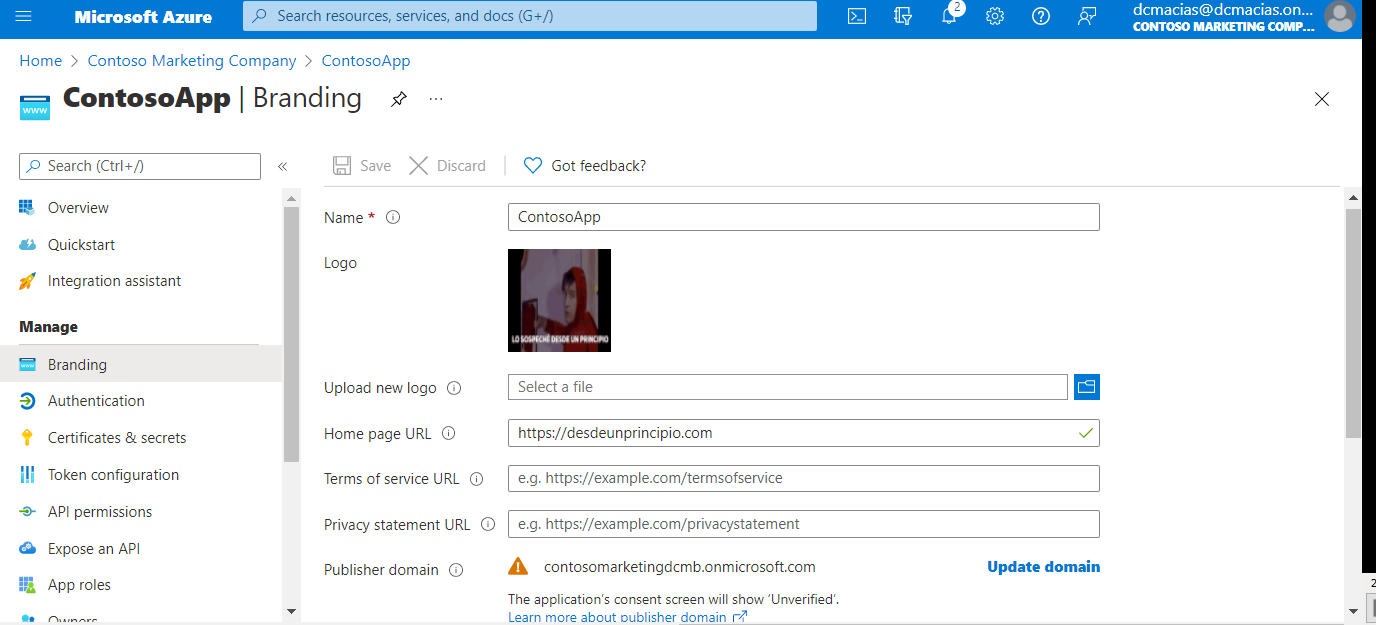 Microsoft Azure
Search resources, services, and docs (G+/)
2
dcmacias@dcmacias.on...
CONTOSO MARKETING COMP...
Home > Contoso Marketing Company > ContosoApp
www
ContosoApp | Branding
...
Search (Ctrl+/)
«
Save
Discard
Got feedback?
Overview
Quickstart
Integration assistant
Manage
Branding
Authentication
Certificates & secrets
Token configuration
API permissions
Expose an API
App roles
Owners
Name *
ContosoApp
Logo
LO SOSPECHÉ DESDE UN PRINCIPIO
Upload new logo
Select a file
Home page URL
https://desdeunprincipio.com
Terms of service URL
e.g. https://example.com/termsofservice
Privacy statement URL
e.g. https://example.com/privacystatement
Publisher domain
contosomarketingdcmb.onmicrosoft.com
Update domain
The application's consent screen will show 'Unverified'.
Learn more about publisher domain
2